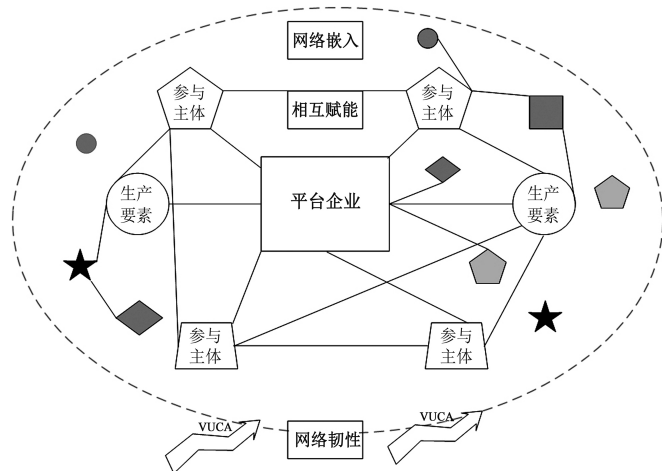 网络嵌入
参与
主体
相互赋能
参与
主体
生产
要素
平台企业
生产
要素
参与
主体
参与
主体
VUCA
网络韧性
VUCA